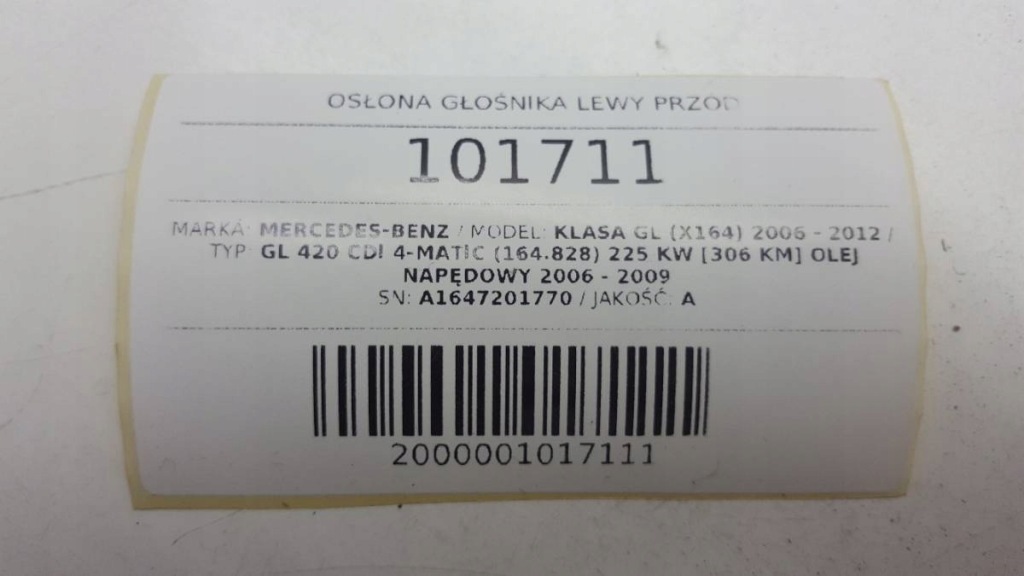 OSŁONA GŁOŚNIKA LEWY PRZÓD
101711
MARKA: MERCEDES-BENZ / MODEL: KLASA GL (X164) 2006 - 2012 /
TYP: GL 420 CDI 4-MATIC (164.828) 225 KW [306 KM] OLEJ
NAPĘDOWY 2006 - 2009
SN: A1647201770 / JAKOŚĆ: A
2000001017111